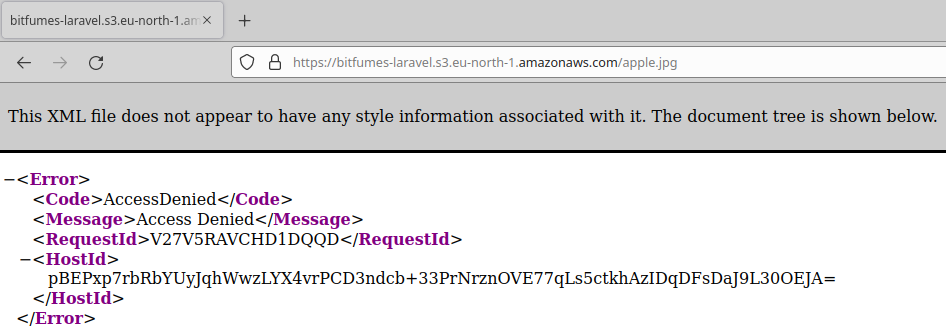 bitfumes-laravel.s3.eu-north-1.am
https://bitfumes-laravel.s3.eu-north-1.amazonaws.com/apple.jpg
This XML file does not appear to have any style information associated with it. The document tree is shown below.
−<Error>
<Code>AccessDenied</Code>
<Message>Access Denied</Message>
<RequestId>V27V5RAVCHD1DQQD</RequestId>
−<HostId>
pBEPxp7rbRbYUyJqhWwzLYX4vrPCD3ndcb+33PrNrznOVE77qLs5ctkhAzIDqDFsDaJ9L30OEJA=
</HostId>
</Error>